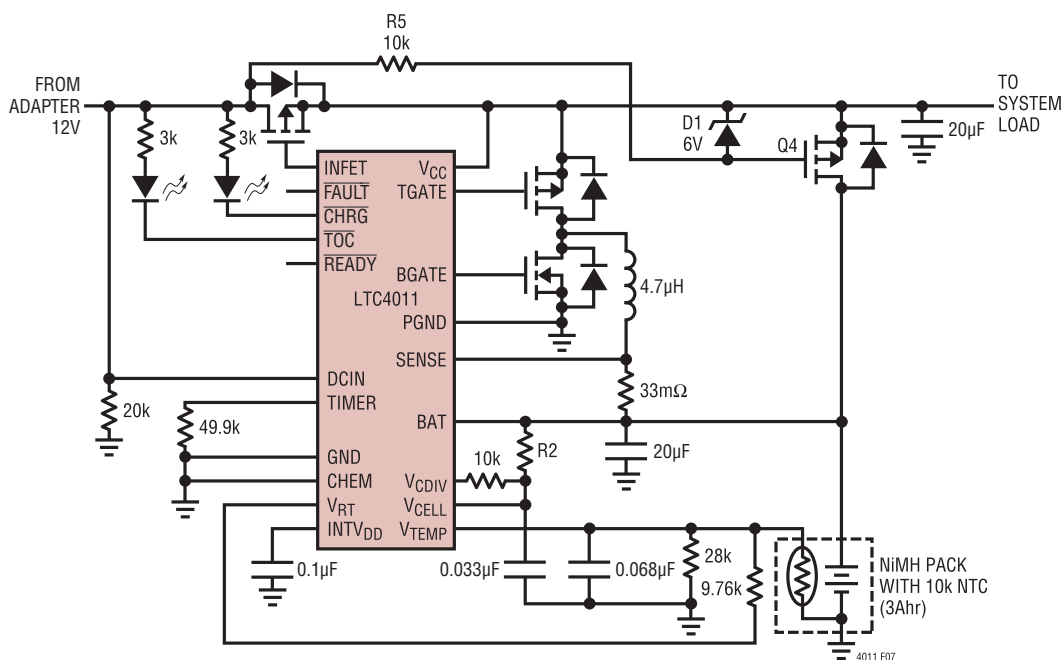 R5
10k
FROM
ADAPTER
12V
TO
SYSTEM
LOAD
3k
3k
D1
6V
Q4
20µF
INFET
VCC
FAULT
TGATE
CHRG
TOC
READY
BGATE
LTC4011
4.7µH
PGND
SENSE
DCIN
33mΩ
20k
TIMER
BAT
49.9k
R2
20µF
GND
10k
CHEM
VCDIV
VRT
VCELL
INTVDD
VTEMP
0.1µF
0.033µF
0.068µF
28k
9.76k
NiMH PACK
WITH 10k NTC
(3Ahr)
4011 F07